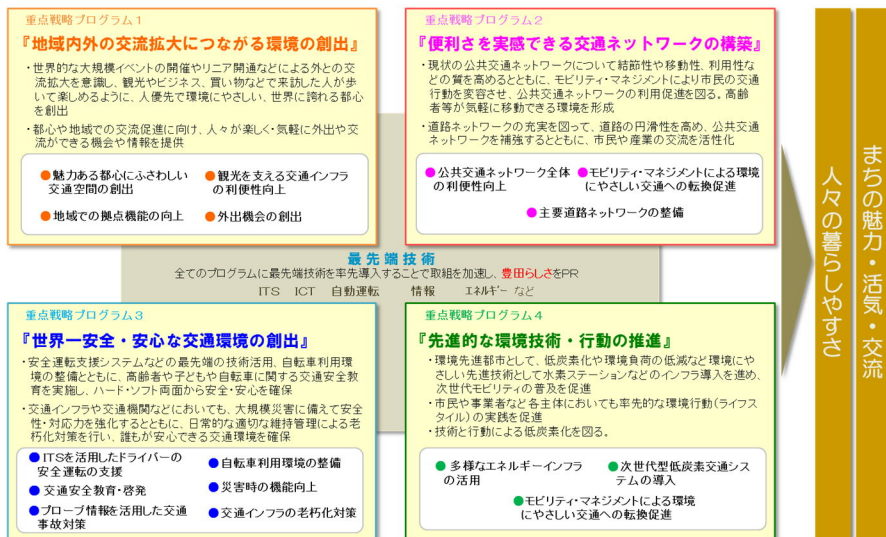 重点戦略プログラム1
『地域内外の交流拡大につながる環境の創出』
・世界的な大規模イベントの開催やリニア開通などによる外との交
流拡大を意識し、観光やビジネス、買い物などで来訪した人が歩
いて楽しめるように、人優先で環境にやさしい、世界に誇れる都心
を創出
・都心や地域での交流促進に向け、人々が楽しく・気軽に外出や交
流ができる機会や情報を提供
●魅力ある都心にふさわしい
交通空間の創出
●観光を支える交通インフラ
の利便性向上
●地域での拠点機能の向上
●外出機会の創出
重点戦略プログラム2
『便利さを実感できる交通ネットワークの構築』
・現状の公共交通ネットワークについて結節性や移動性、利用性な
どの質を高めるとともに、モビリティ・マネジメントにより市民の交通
行動を変容させ、公共交通ネットワークの利用促進を図る。高齢
者等が気軽に移動できる環境を形成
・道路ネットワークの充実を図って、道路の円滑性を高め、公共交通
ネットワークを補強するとともに、市民や産業の交流を活性化
●公共交通ネットワーク全体
の利便性向上
●モビリティ・マネジメントによる環境
にやさしい交通への転換促進
●主要道路ネットワークの整備
最先端技術
全てのプログラムに最先端技術を率先導入することで取組を加速し、豊田らしさをPR
ITS ICT 自動運転 情報 エネルギー など
重点戦略プログラム3
『世界一安全・安心な交通環境の創出』
・安全運転支援システムなどの最先端の技術活用、自転車利用環
境の整備とともに、高齢者や子どもや自転車に関する交通安全教
育を実施し、ハード・ソフト両面から安全・安心を確保
・交通インフラや交通機関などにおいても、大規模災害に備えて安全
性・対応力を強化するとともに、日常的な適切な維持管理による老
朽化対策を行い、誰もが安心できる交通環境を確保
●ITSを活用したドライバーの
安全運転の支援
●交通安全教育・啓発
●プローブ情報を活用した交通
事故対策
●自転車利用環境の整備
●災害時の機能向上
●交通インフラの老朽化対策
重点戦略プログラム4
『先進的な環境技術・行動の推進』
・環境先進都市として、低炭素化や環境負荷の低減など環境にや
さしい先進技術として水素ステーションなどのインフラ導入を進め、
次世代モビリティの普及を促進
・市民や事業者など各主体においても率先的な環境行動(ライフス
タイル)の実践を促進
・技術と行動による低炭素化を図る。
●多様なエネルギーインフラ
の活用
●次世代型低炭素交通シス
テムの導入
●モビリティ・マネジメントによる環境
にやさしい交通への転換促進
人々の暮らしやすさ
まちの魅力・活気・交流